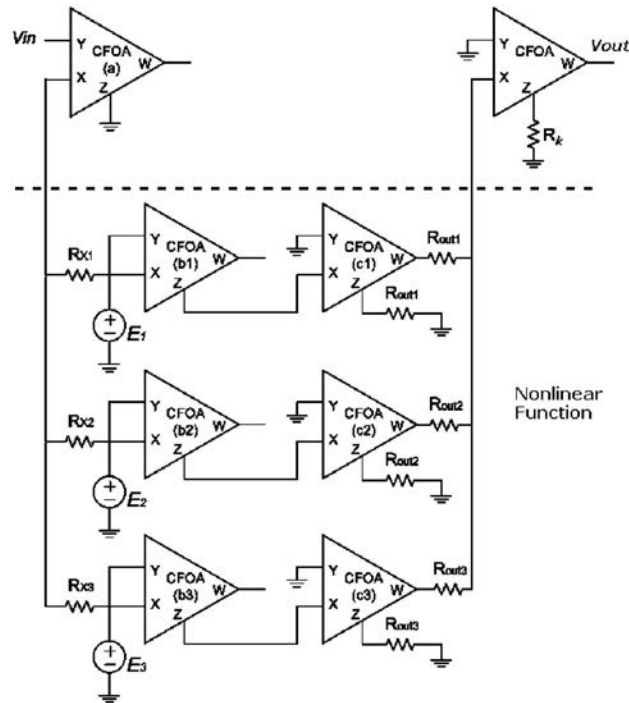 Vin
Y
CFOA
(a)
W
X
Z
Y
CFOA
W
X
Z
Vout
Rk
Rx1
Y
CFOA
(b1)
W
X
Z
E1
Y
CFOA
(c1)
W
X
Z
Rout1
Rout1
Rx2
Y
CFOA
(b2)
W
X
Z
E2
Y
CFOA
(c2)
W
X
Z
Rout2
Rout2
Nonlinear
Function
Rx3
Y
CFOA
(b3)
W
X
Z
E3
Y
CFOA
(c3)
W
X
Z
Rout3
Rout3